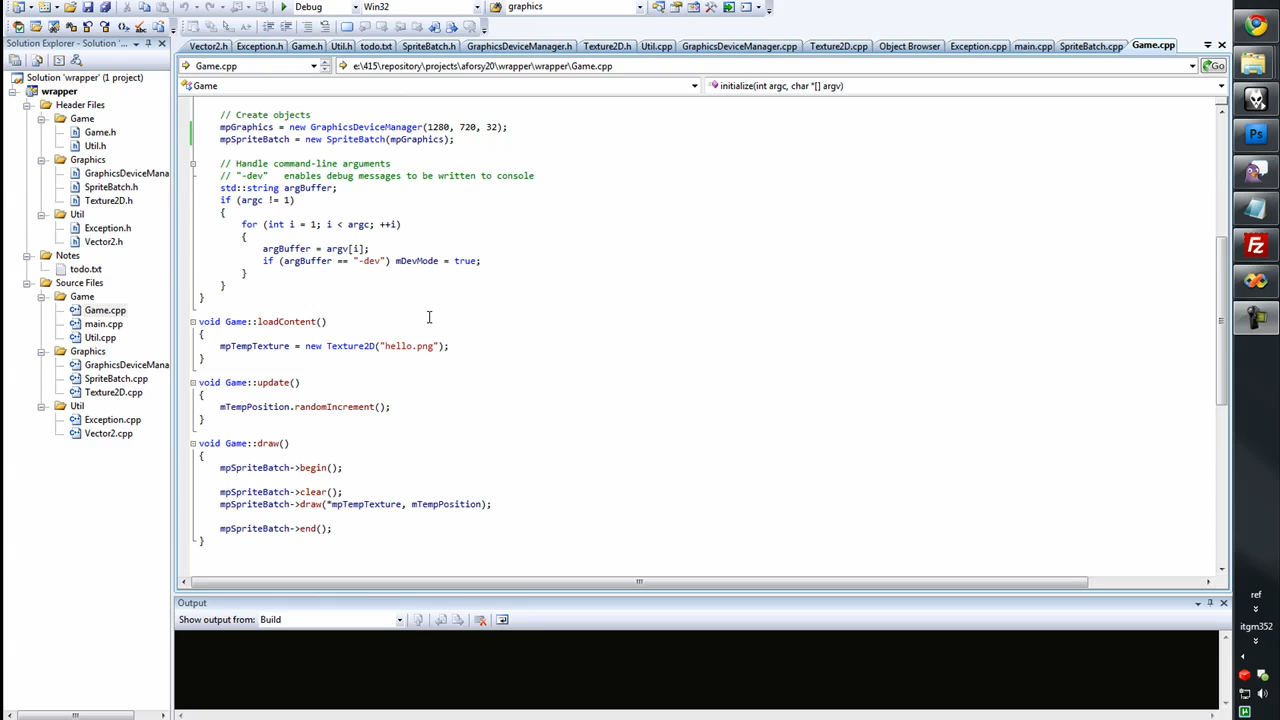 Debug Win32 graphics
Solution Explorer - Solution '...
Vector2.h Exception.h Game.h Util.h todo.txt SpriteBatch.h GraphicsDeviceManager.h Texture2D.h Util.cpp GraphicsDeviceManager.cpp Texture2D.cpp Object Browser Exception.cpp main.cpp SpriteBatch.cpp Game.cpp
Game.cpp e:\415\repository\projects\aforsy20\wrapper\wrapper\Game.cpp Go
Game initialize(int argc, char *[] argv)
Solution 'wrapper' (1 project)
wrapper
Header Files
Game
Game.h
Util.h
Graphics
GraphicsDeviceMana
SpriteBatch.h
Texture2D.h
Util
Exception.h
Vector2.h
Notes
todo.txt
Source Files
Game
Game.cpp
main.cpp
Util.cpp
Graphics
GraphicsDeviceMana
SpriteBatch.cpp
Texture2D.cpp
Util
Exception.cpp
Vector2.cpp
// Create objects
mpGraphics = new GraphicsDeviceManager(1280, 720, 32);
mpSpriteBatch = new SpriteBatch(mpGraphics);
// Handle command-line arguments
// "-dev"   enables debug messages to be written to console
std::string argBuffer;
if (argc != 1)
{
for (int i = 1; i < argc; ++i)
{
argBuffer = argv[i];
if (argBuffer == "-dev") mDevMode = true;
}
}
}
void Game::loadContent()
{
mpTempTexture = new Texture2D("hello.png");
}
void Game::update()
{
mTempPosition.randomIncrement();
}
void Game::draw()
{
mpSpriteBatch->begin();
mpSpriteBatch->clear();
mpSpriteBatch->draw(*mpTempTexture, mTempPosition);
mpSpriteBatch->end();
}
Output
Show output from: Build
Ps
Fz
ref
itgm352